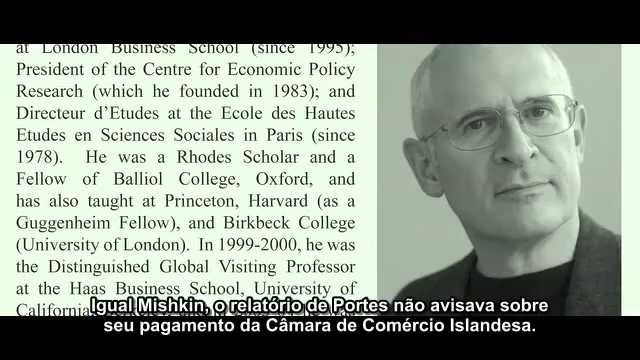 at London Business School (since 1995);
President of the Centre for Economic Policy
Research (which he founded in 1983); and
Directeur d'Etudes at the Ecole des Hautes
Etudes en Sciences Sociales in Paris (since
1978). He was a Rhodes Scholar and a
Fellow of Balliol College, Oxford, and
has also taught at Princeton, Harvard (as a
Guggenheim Fellow), and Birkbeck College
(University of London). In 1999-2000, he was
the Distinguished Global Visiting Professor
at the Haas Business School, University of
California,
Igual Mishkin, o relatório de Portes não avisava sobre
seu pagamento da Câmara de Comércio Islandesa.